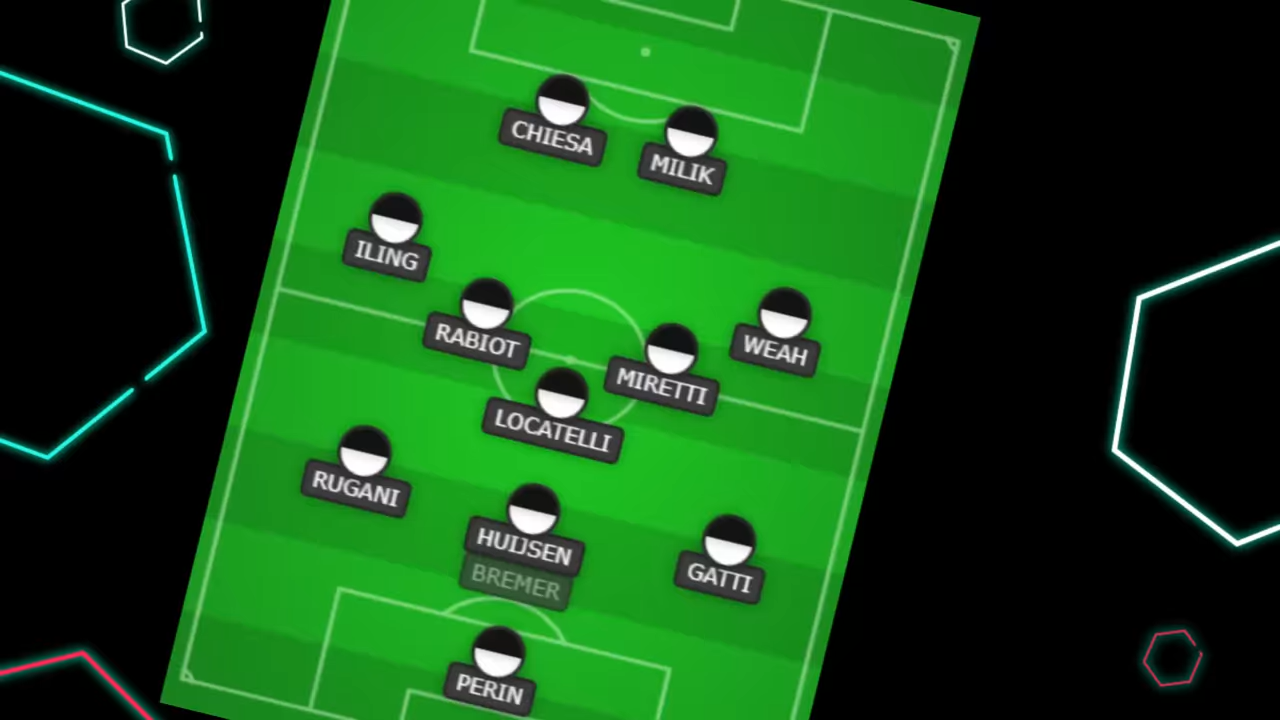 CHIESA
MILIK
ILING
RABIOT
WEAH
MIRETTI
LOCATELLI
RUGANI
HUIJSEN
BREMER
GATTI
PERIN